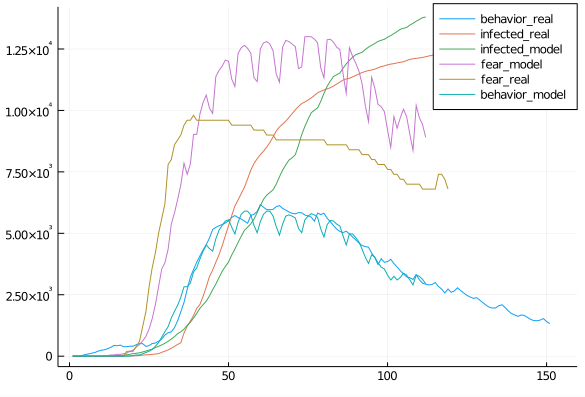 behavior_real
infected_real
infected_model
fear_model
fear_real
behavior_model
1.25×10⁴
1.00×10⁴
7.50×10³
5.00×10³
2.50×10³
0
0 50 100 150